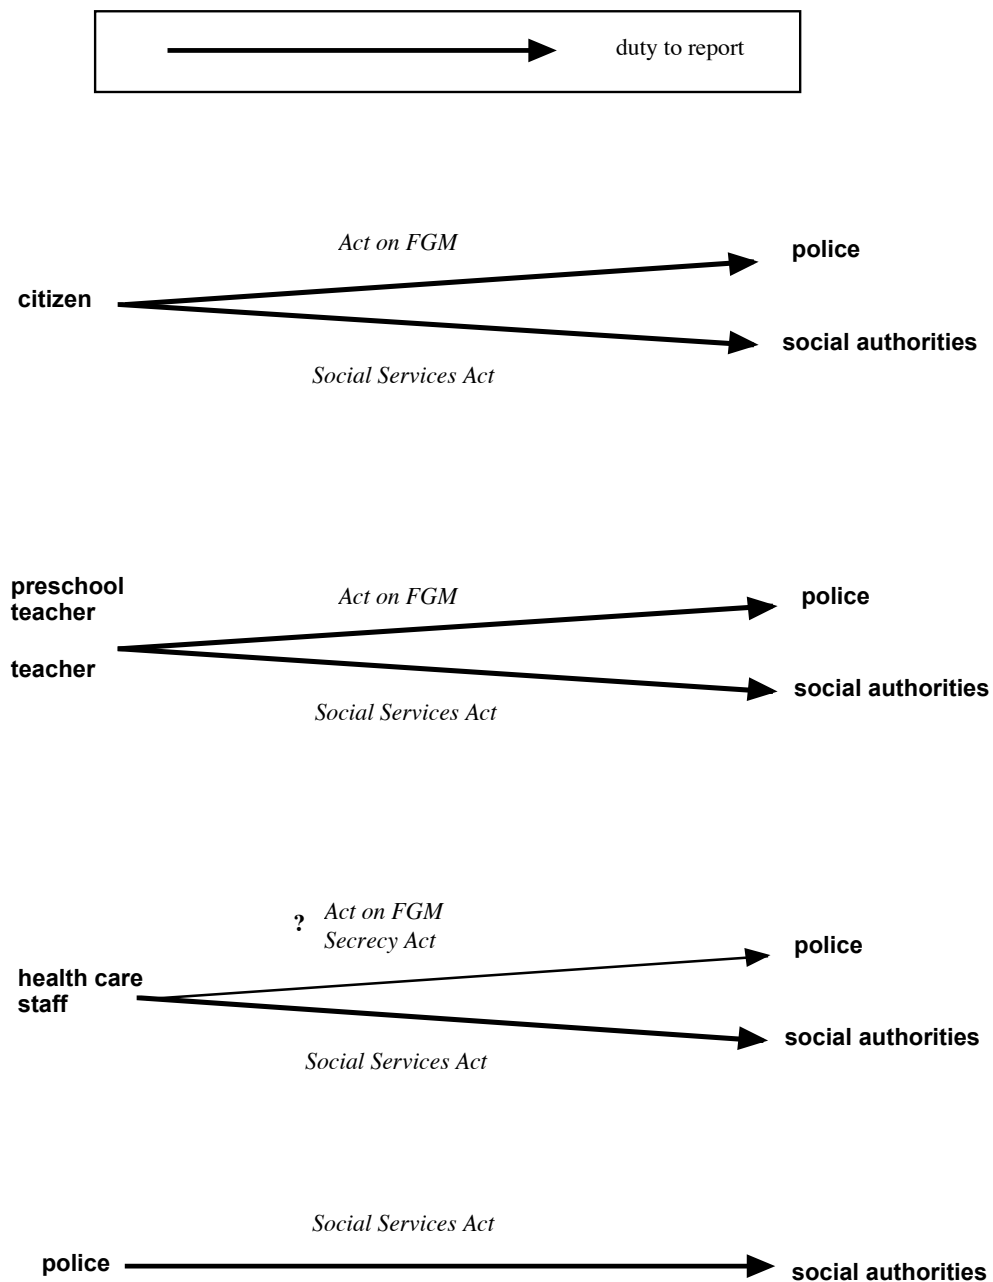 duty to report
Act on FGM
police
citizen
social authorities
Social Services Act
preschool
teacher
Act on FGM
police
teacher
social authorities
Social Services Act
? Act on FGM
Secrecy Act
police
health care
staff
social authorities
Social Services Act
Social Services Act
police
social authorities